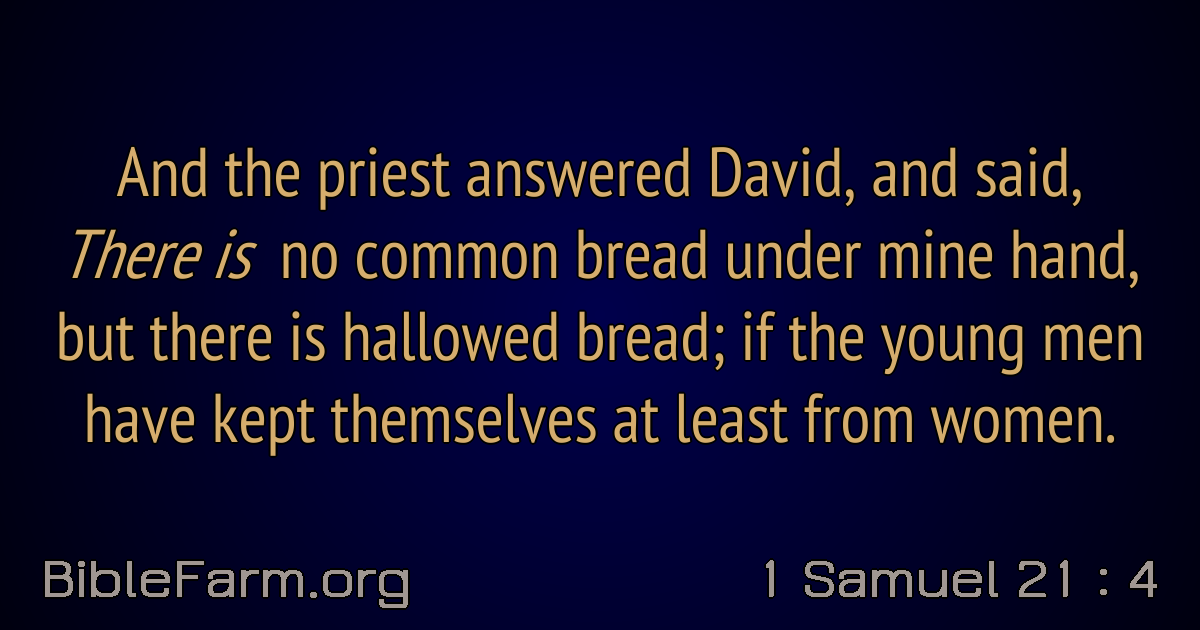 And the priest answered David, and said,
There is no common bread under mine hand,
but there is hallowed bread; if the young men
have kept themselves at least from women.
BibleFarm.org
1 Samuel 21 : 4